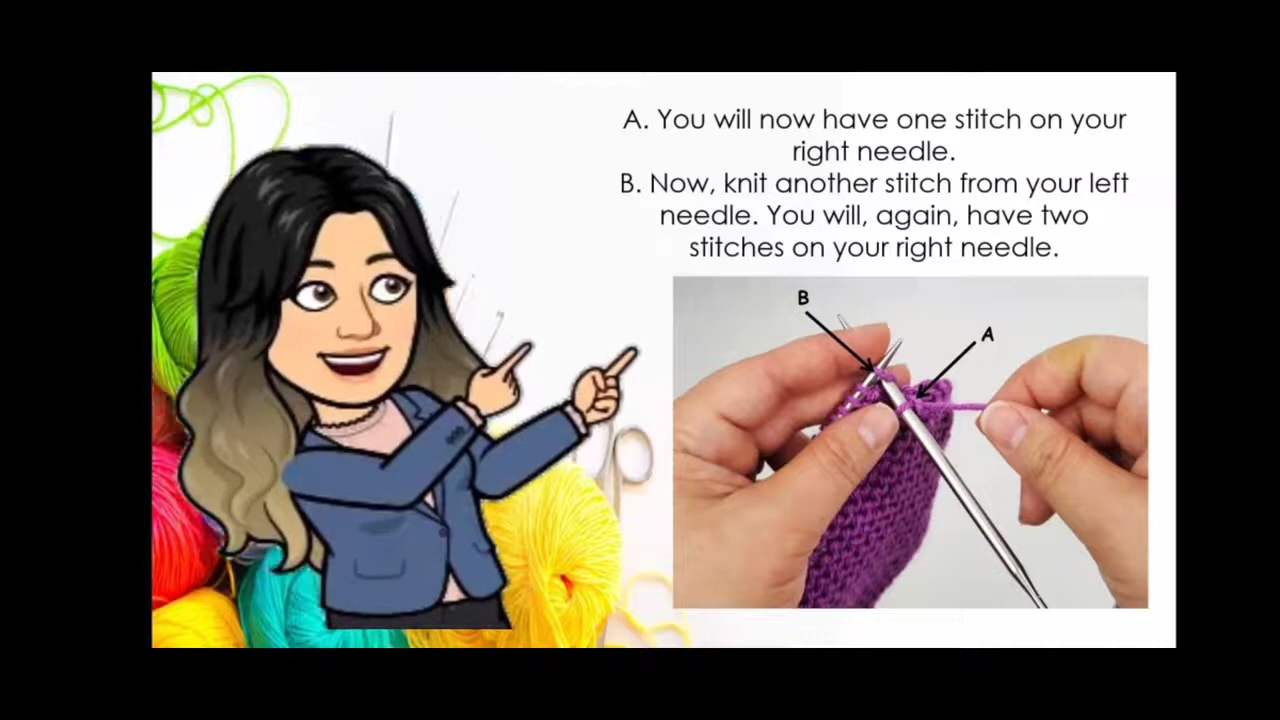 A. You will now have one stitch on your
right needle.
B. Now, knit another stitch from your left
needle. You will, again, have two
stitches on your right needle.
B
A